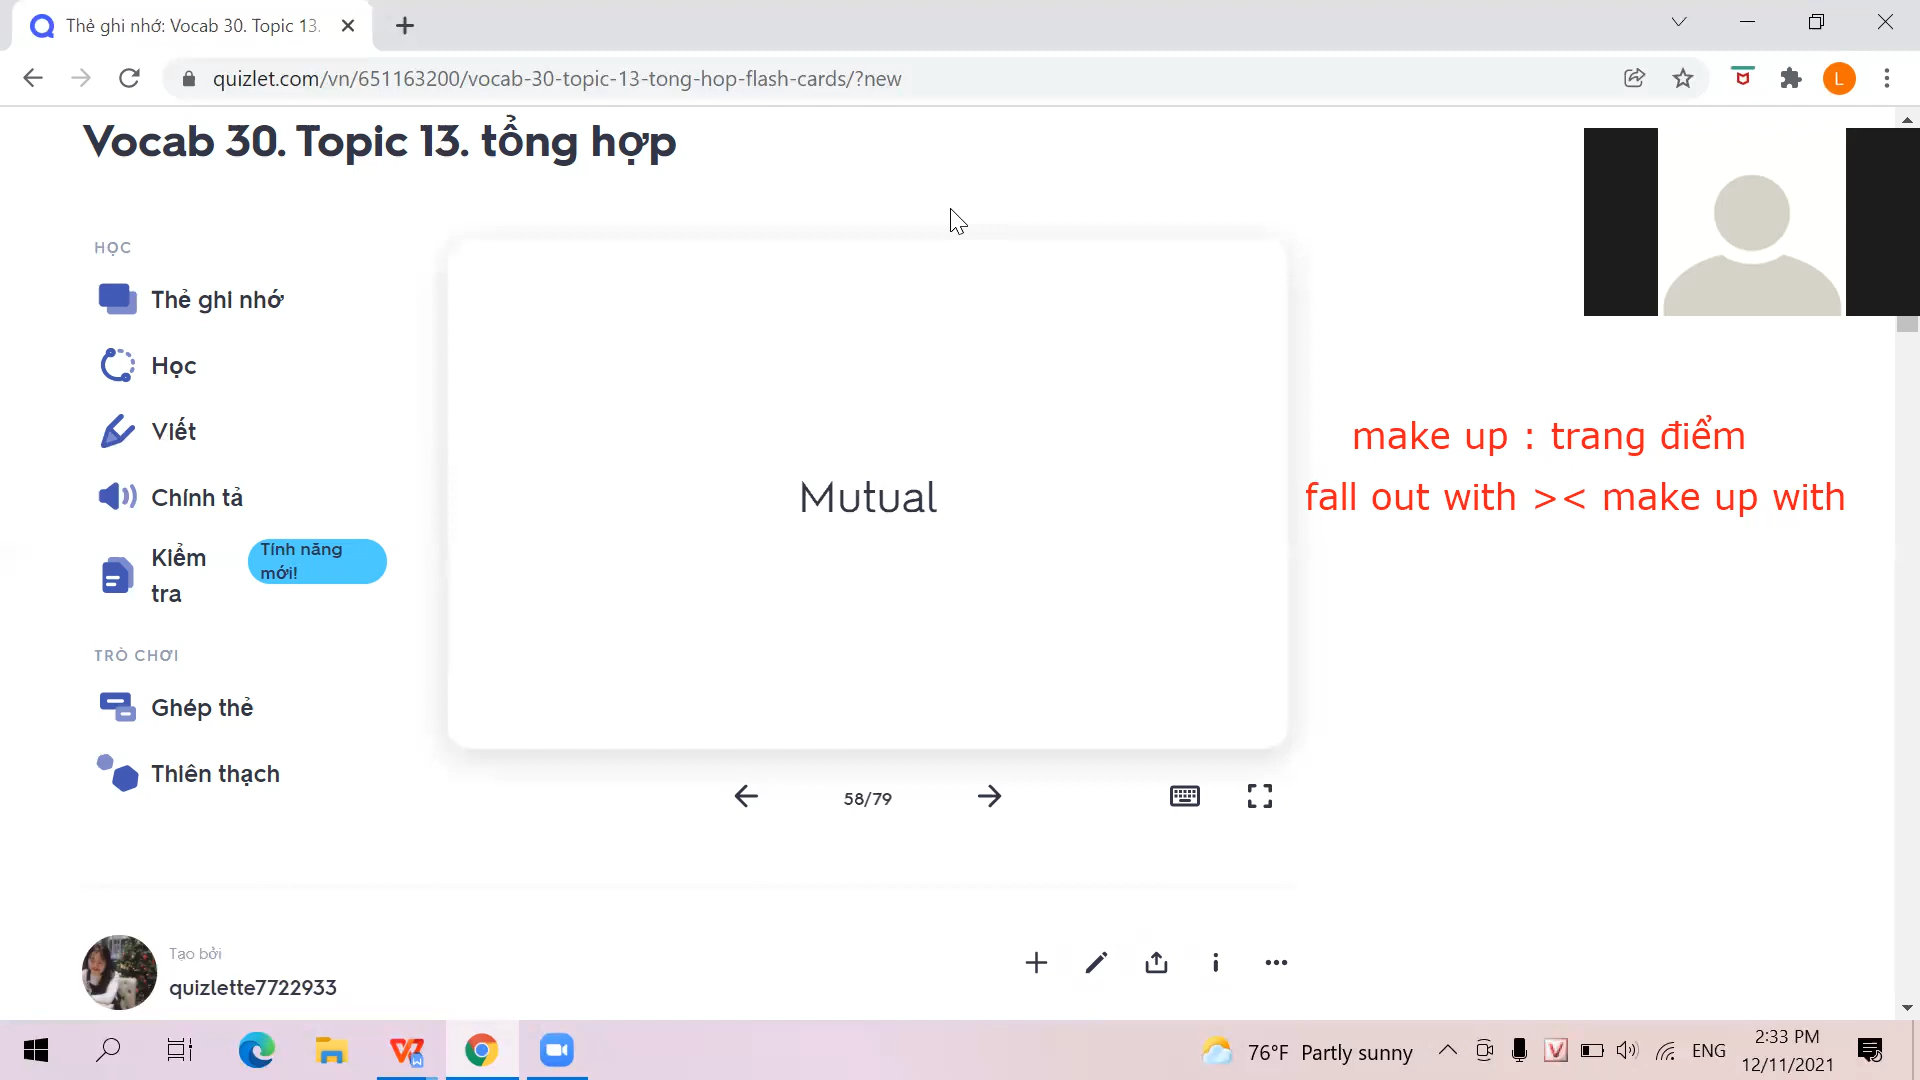 Thẻ ghi nhớ: Vocab 30. Topic 13.
quizlet.com/vn/651163200/vocab-30-topic-13-tong-hop-flash-cards/?new
L
Vocab 30. Topic 13. tổng hợp
HỌC
Thẻ ghi nhớ
Học
Viết
Chính tả
Kiểm
tra
Tính năng
mới!
TRÒ CHƠI
Ghép thẻ
Thiên thạch
Mutual
58/79
make up : trang điểm
fall out with >< make up with
Tạo bởi
quizlette7722933
76°F Partly sunny
ENG
2:33 PM
12/11/2021